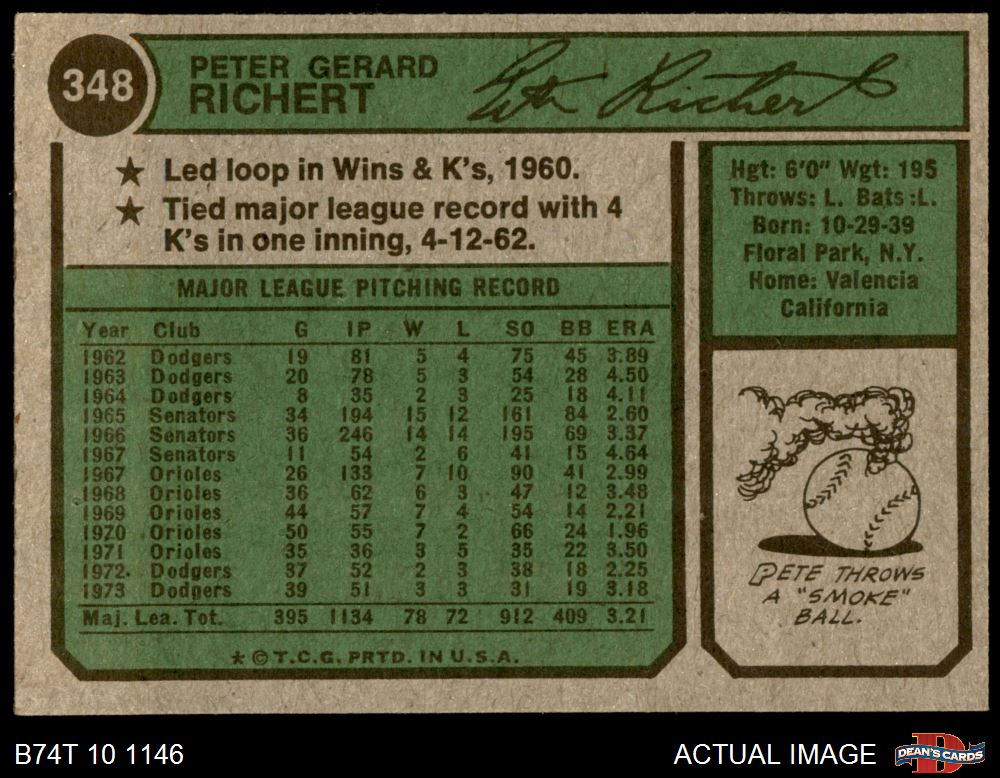 348
PETER GERARD
RICHERT
Pete Richert
★ Led loop in Wins & K's, 1960.
★ Tied major league record with 4
K's in one inning, 4-12-62.
MAJOR LEAGUE PITCHING RECORD
Year Club G IP W L SO BB ERA
1962 Dodgers 19 81 5 4 75 45 3.89
1963 Dodgers 20 78 5 3 54 28 4.50
1964 Dodgers 8 35 2 3 25 18 4.11
1965 Senators 34 194 15 12 161 84 2.60
1966 Senators 36 246 14 14 195 69 3.37
1967 Senators 11 54 2 6 41 15 4.64
1967 Orioles 26 133 7 10 90 41 2.99
1968 Orioles 36 62 6 3 47 12 3.48
1969 Orioles 44 57 7 4 54 14 2.21
1970 Orioles 50 55 7 2 66 24 1.96
1971 Orioles 35 36 3 5 35 22 3.50
1972 Dodgers 37 52 2 3 38 18 2.25
1973 Dodgers 39 51 3 3 31 19 3.18
Maj. Lea. Tot. 395 1134 78 72 912 409 3.21
★ © T.C.G. PRTD. IN U.S.A.
Hgt: 6'0" Wgt: 195
Throws: L. Bats: L.
Born: 10-29-39
Floral Park, N.Y.
Home: Valencia
California
PETE THROWS
A "SMOKE"
BALL.
B74T 10 1146
ACTUAL IMAGE
DEAN'S CARDS